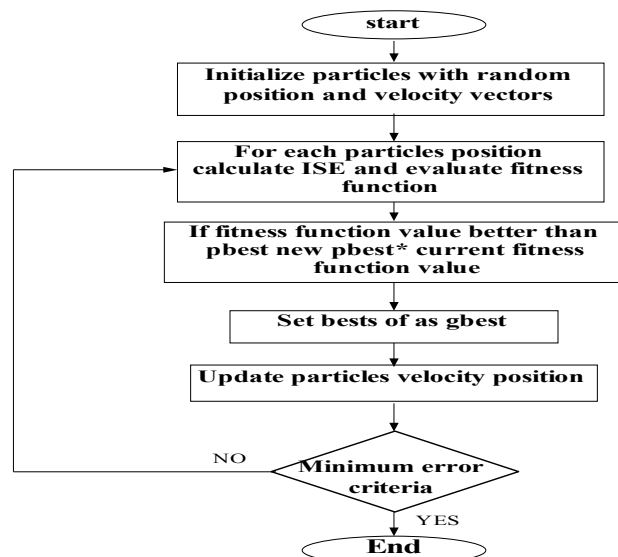 start
Initialize particles with random
position and velocity vectors
For each particles position
calculate ISE and evaluate fitness
function
If fitness function value better than
pbest new pbest* current fitness
function value
Set bests of as gbest
Update particles velocity position
Minimum error
criteria
NO
YES
End